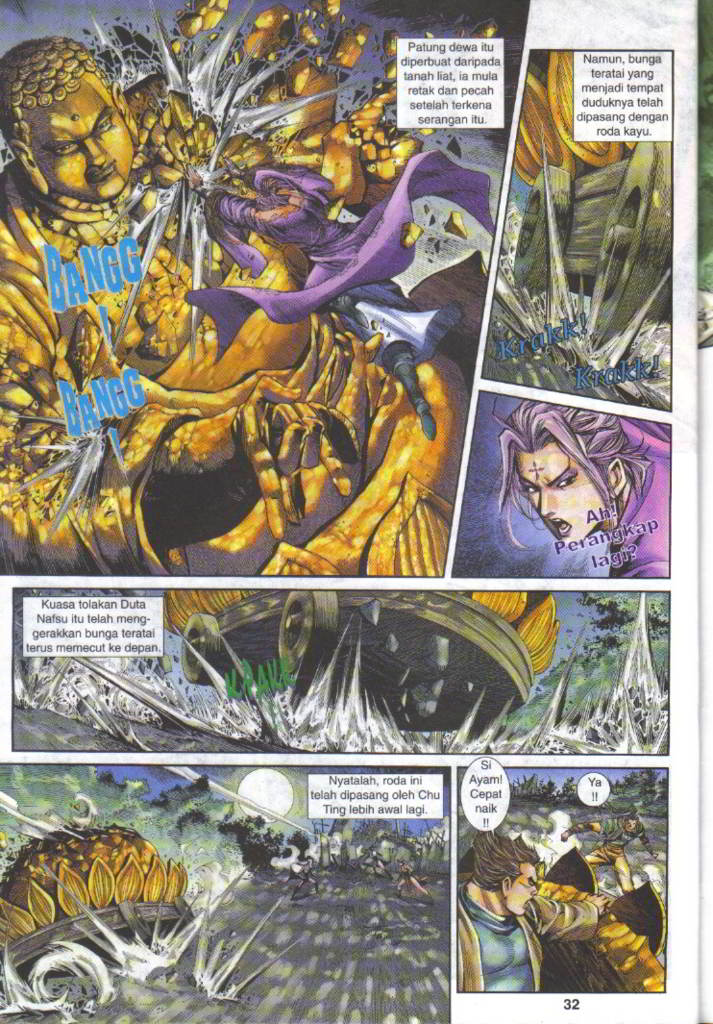 Patung dewa itu
diperbuat daripada
tanah liat, ia mula
retak dan pecah
setelah terkena
serangan itu.
Namun, bunga
teratai yang
menjadi tempat
duduknya telah
dipasang dengan
roda kayu.
BANGG
!
BANGG
!
Krakk!
Krakk!
Ah!
Perangkap
lagi?
Kuasa tolakan Duta
Nafsu itu telah meng-
gerakkan bunga teratai
terus memecut ke depan.
KRAKK
Nyatalah, roda ini
telah dipasang oleh Chu
Ting lebih awal lagi.
Si
Ayam!
Cepat
naik
!!
Ya
!!
32